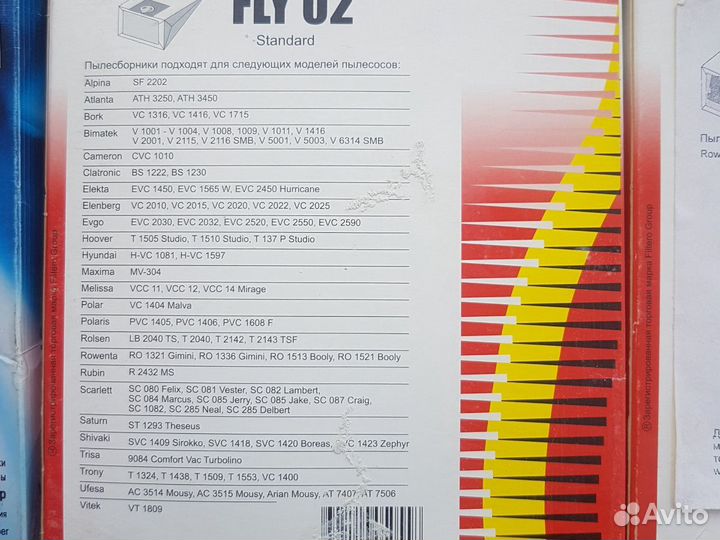 FLY 02
Standard
Пылесборники подходят для следующих моделей пылесосов:
Alpina SF 2202
Atlanta ATH 3250, ATH 3450
Bork VC 1316, VC 1416, VC 1715
Bimatek V 1001 - V 1004, V 1008, 1009, V 1011, V 1416
V 2001, V 2115, V 2116 SMB, V 5001, V 5003, V 6314 SMB
Cameron CVC 1010
Clatronic BS 1222, BS 1230
Elekta EVC 1450, EVC 1565 W, EVC 2450 Hurricane
Elenberg VC 2010, VC 2015, VC 2020, VC 2022, VC 2025
Evgo EVC 2030, EVC 2032, EVC 2520, EVC 2550, EVC 2590
Hoover T 1505 Studio, T 1510 Studio, T 137 P Studio
Hyundai H-VC 1081, H-VC 1597
Maxima MV-304
Melissa VCC 11, VCC 12, VCC 14 Mirage
Polar VC 1404 Malva
Polaris PVC 1405, PVC 1406, PVC 1608 F
Rolsen LB 2040 TS, T 2040, T 2142, T 2143 TSF
Rowenta RO 1321 Gimini, RO 1336 Gimini, RO 1513 Booly, RO 1521 Booly
Rubin R 2432 MS
Scarlett SC 080 Felix, SC 081 Vester, SC 082 Lambert,
SC 084 Marcus, SC 085 Jerry, SC 085 Jake, SC 087 Craig,
SC 1082, SC 285 Neal, SC 285 Delbert
Saturn ST 1293 Theseus
Shivaki SVC 1409 Sirokko, SVC 1418, SVC 1420 Boreas, SVC 1423 Zephyr
Trisa 9084 Comfort Vac Turbolino
Trony T 1324, T 1438, T 1509, T 1553, VC 1400
Ufesa AC 3514 Mousy, AC 3515 Mousy, Arian Mousy, AT 7407, AT 7506
Vitek VT 1809
Зарегистрированная торговая марка Filtero Group
Зарегистрированная торговая марка Filtero Group
Avito